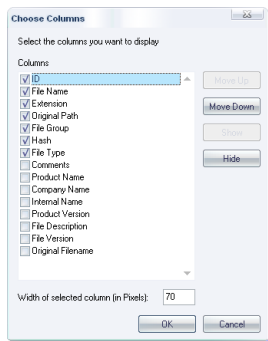 Choose Columns
Select the columns you want to display
Columns
ID
File Name
Extension
Original Path
File Group
Hash
File Type
Comments
Product Name
Company Name
Internal Name
Product Version
File Description
File Version
Original Filename
Move Up
Move Down
Show
Hide
Width of selected column (in Pixels): 70
OK Cancel